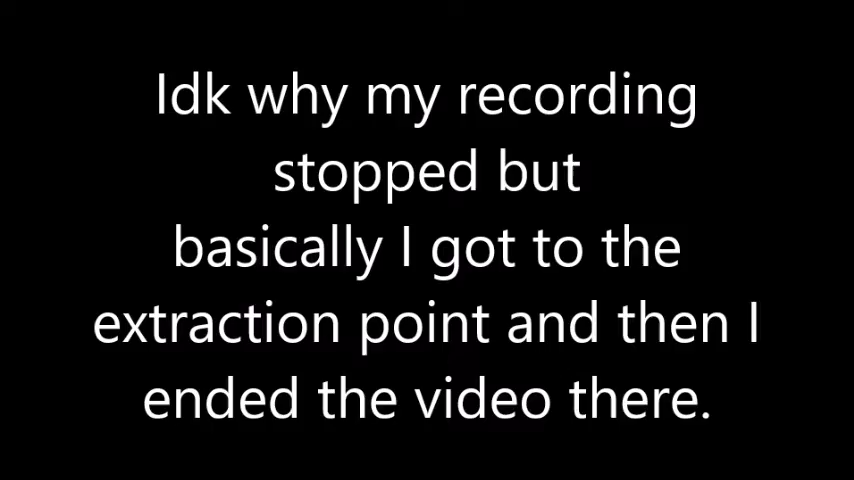 Idk why my recording
stopped but
basically I got to the
extraction point and then I
ended the video there.